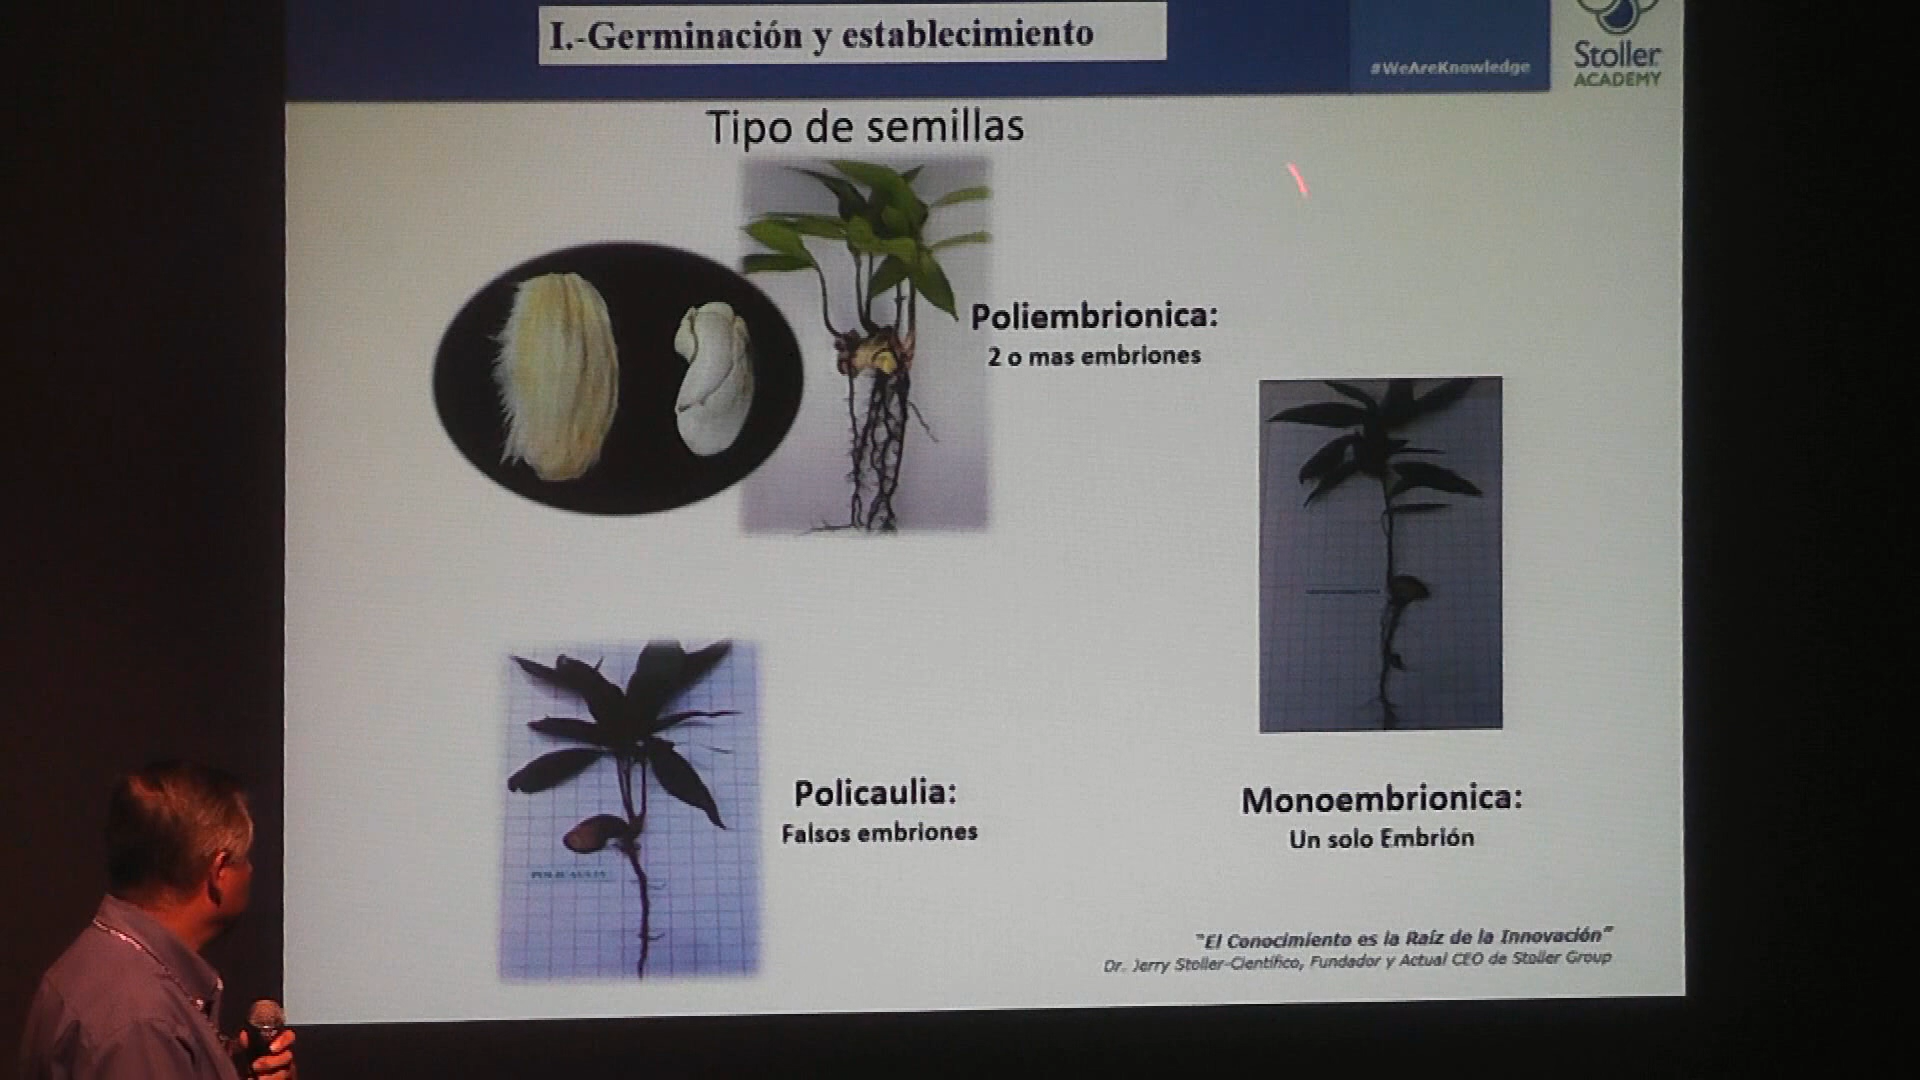 I.-Germinación y establecimiento
#WeAreKnowledge
Stoller
ACADEMY
Tipo de semillas
Poliembrionica:
2 o mas embriones
Policaulia:
Falsos embriones
POLICAULIA
Monoembrionica:
Un solo Embrión
"El Conocimiento es la Raíz de la Innovación"
Dr. Jerry Stoller-Científico, Fundador y Actual CEO de Stoller Group